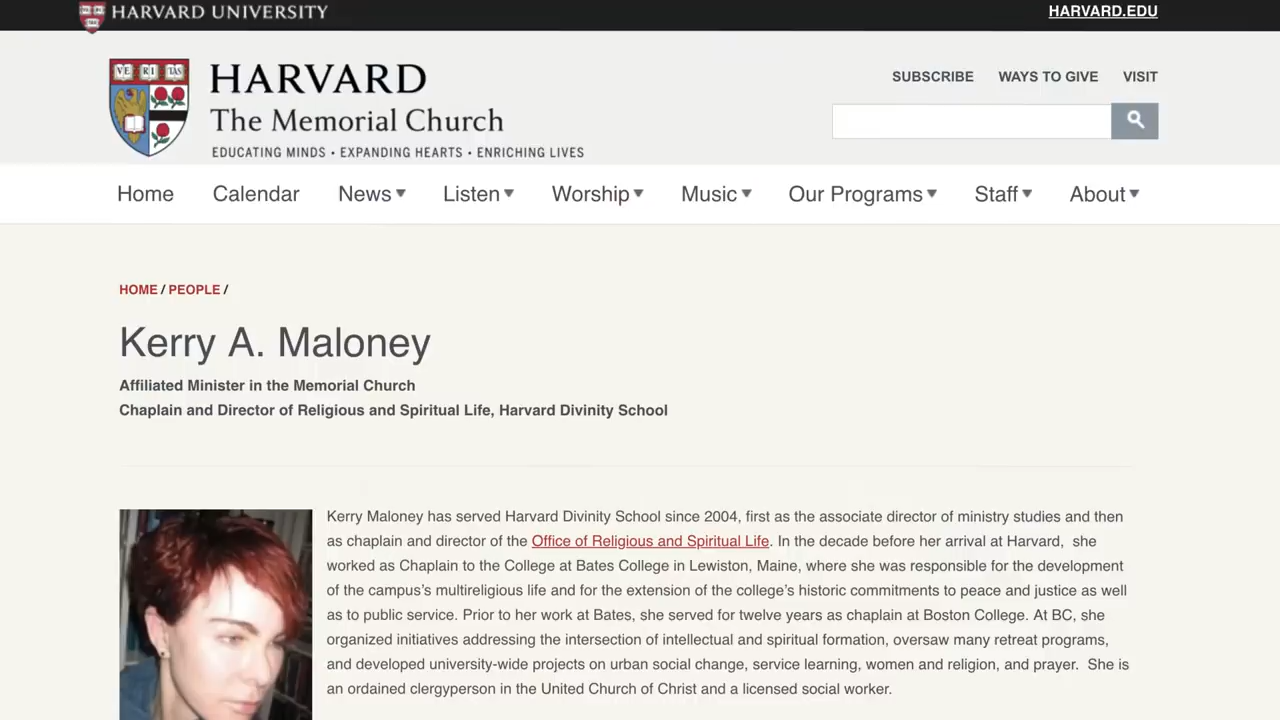 HARVARD UNIVERSITY
HARVARD.EDU
VE RI TAS
HARVARD
The Memorial Church
EDUCATING MINDS • EXPANDING HEARTS • ENRICHING LIVES
SUBSCRIBE WAYS TO GIVE VISIT
Home Calendar News Listen Worship Music Our Programs Staff About
HOME / PEOPLE /
Kerry A. Maloney
Affiliated Minister in the Memorial Church
Chaplain and Director of Religious and Spiritual Life, Harvard Divinity School
Kerry Maloney has served Harvard Divinity School since 2004, first as the associate director of ministry studies and then
as chaplain and director of the Office of Religious and Spiritual Life. In the decade before her arrival at Harvard, she
worked as Chaplain to the College at Bates College in Lewiston, Maine, where she was responsible for the development
of the campus’s multireligious life and for the extension of the college’s historic commitments to peace and justice as well
as to public service. Prior to her work at Bates, she served for twelve years as chaplain at Boston College. At BC, she
organized initiatives addressing the intersection of intellectual and spiritual formation, oversaw many retreat programs,
and developed university-wide projects on urban social change, service learning, women and religion, and prayer. She is
an ordained clergyperson in the United Church of Christ and a licensed social worker.